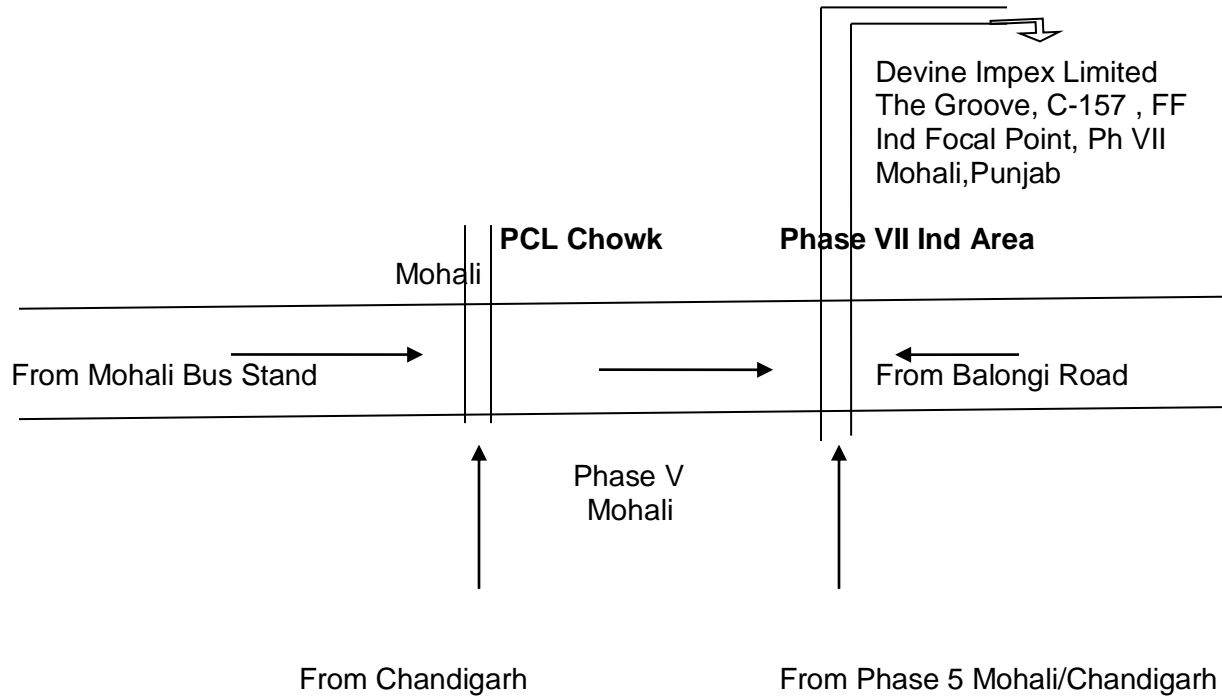 Devine Impex Limited
The Groove, C-157 , FF
Ind Focal Point, Ph VII
Mohali,Punjab
PCL Chowk
Phase VII Ind Area
Mohali
From Mohali Bus Stand
From Balongi Road
Phase V
Mohali
From Chandigarh
From Phase 5 Mohali/Chandigarh